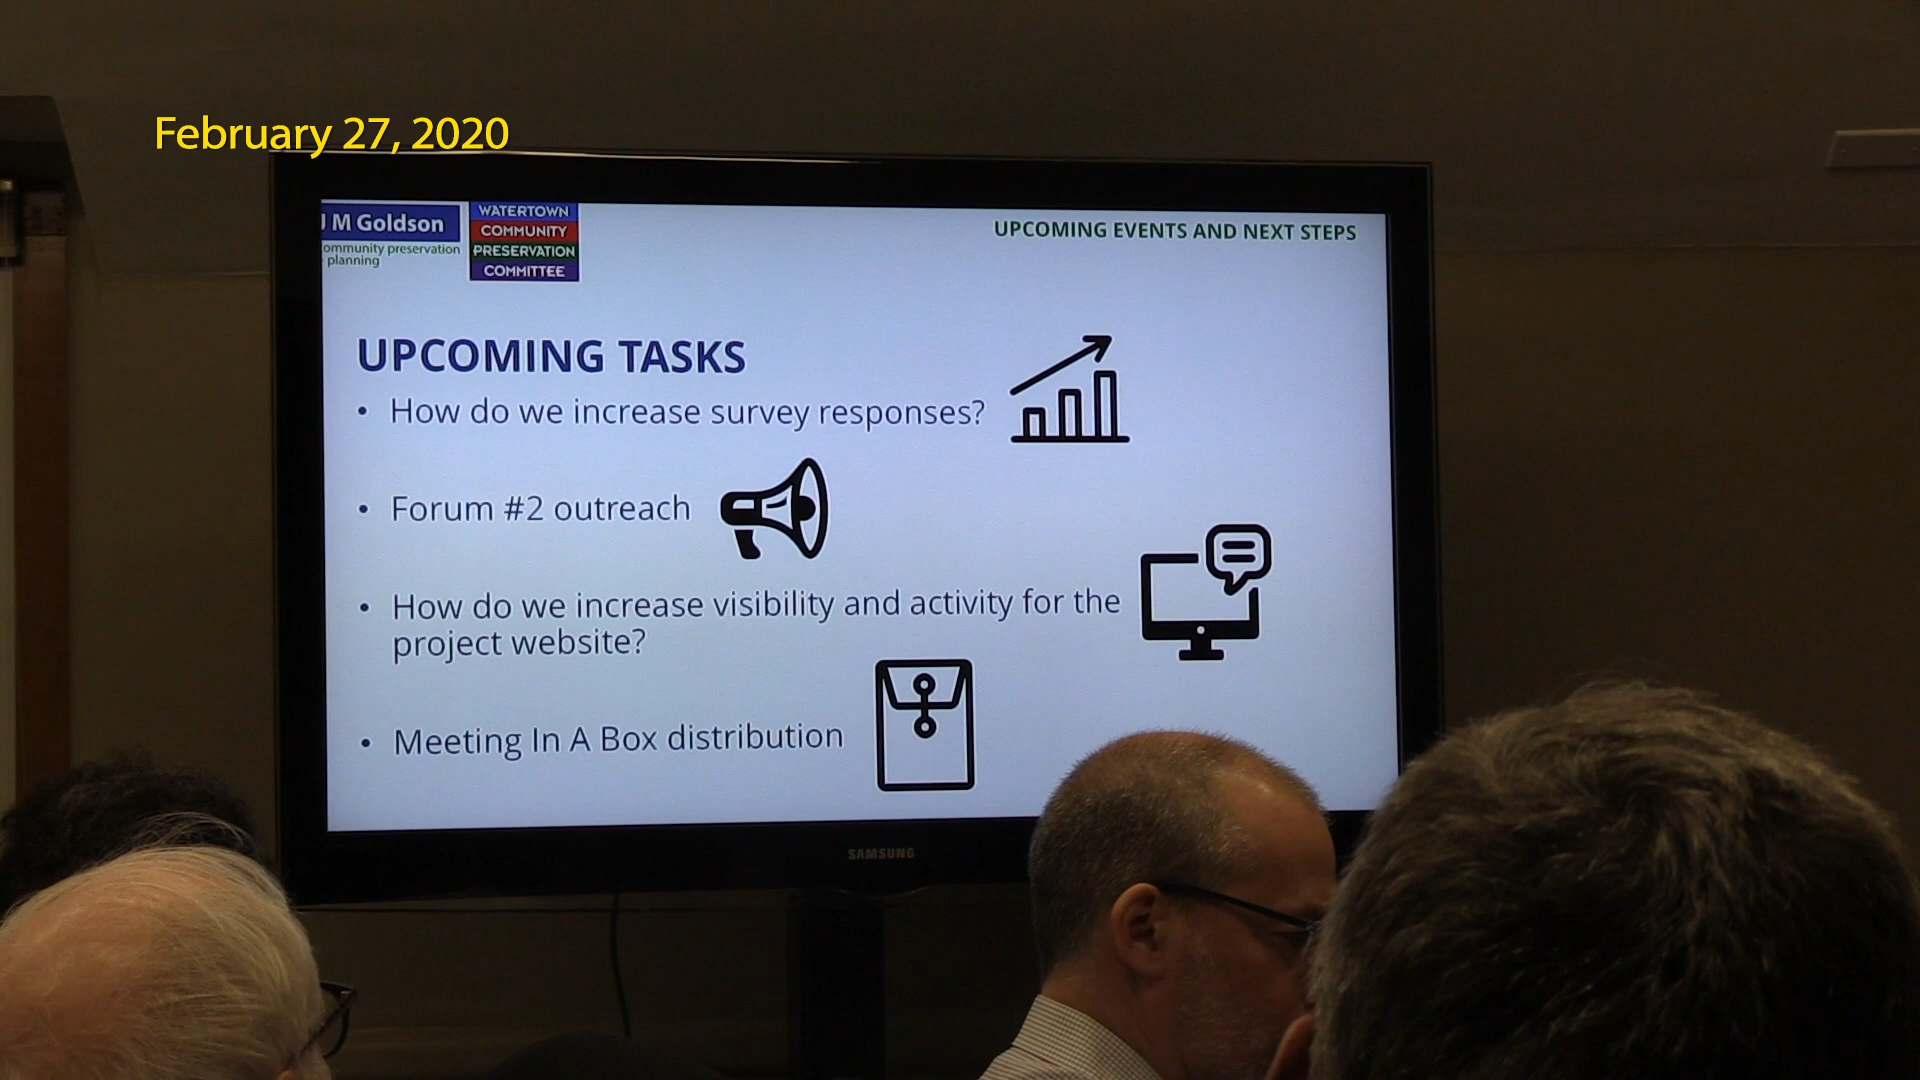 February 27, 2020
J M Goldson
ommunity preservation
planning
WATERTOWN
COMMUNITY
PRESERVATION
COMMITTEE
UPCOMING EVENTS AND NEXT STEPS
UPCOMING TASKS
• How do we increase survey responses?
• Forum #2 outreach
• How do we increase visibility and activity for the
project website?
• Meeting In A Box distribution
SAMSUNG